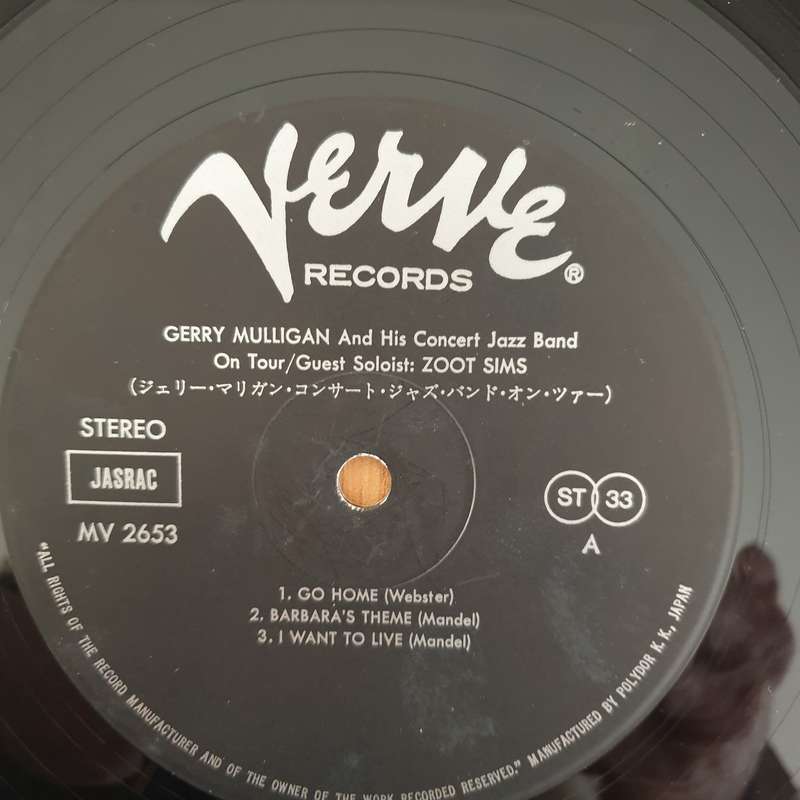 Verve
RECORDS ®
GERRY MULLIGAN And His Concert Jazz Band
On Tour/Guest Soloist: ZOOT SIMS
(ジェリー・マリガン・コンサート・ジャズ・バンド・オン・ツァー)
STEREO
JASRAC
MV 2653
ST 33
A
1. GO HOME (Webster)
2. BARBARA'S THEME (Mandel)
3. I WANT TO LIVE (Mandel)
"ALL RIGHTS OF THE RECORD MANUFACTURER AND OF THE OWNER OF THE WORK RECORDED RESERVED." MANUFACTURED BY POLYDOR K.K., JAPAN